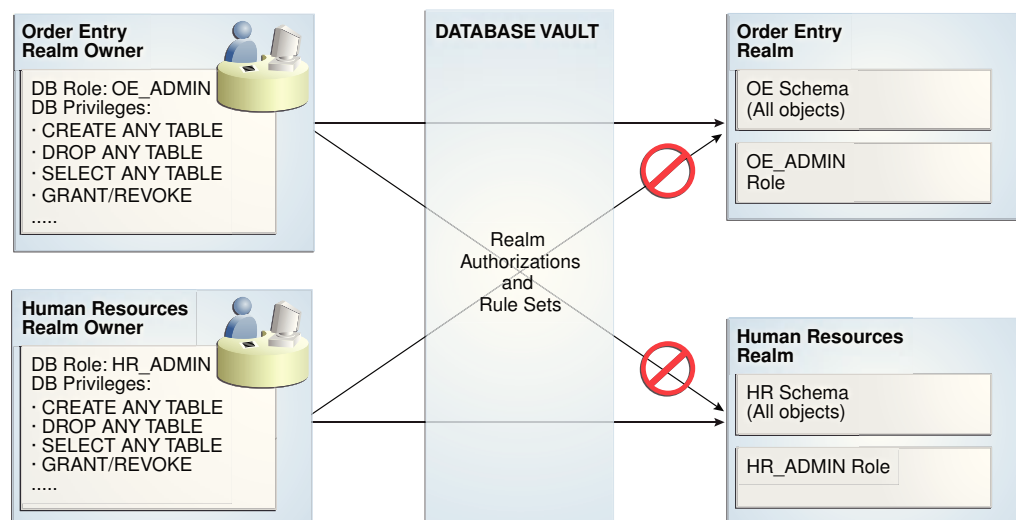 Order Entry
Realm Owner
DB Role: OE_ADMIN
DB Privileges:
· CREATE ANY TABLE
· DROP ANY TABLE
· SELECT ANY TABLE
· GRANT/REVOKE
.....
Human Resources
Realm Owner
DB Role: HR_ADMIN
DB Privileges:
· CREATE ANY TABLE
· DROP ANY TABLE
· SELECT ANY TABLE
· GRANT/REVOKE
.....
DATABASE VAULT
Realm
Authorizations
and
Rule Sets
Order Entry
Realm
OE Schema
(All objects)
OE_ADMIN
Role
Human Resources
Realm
HR Schema
(All objects)
HR_ADMIN Role